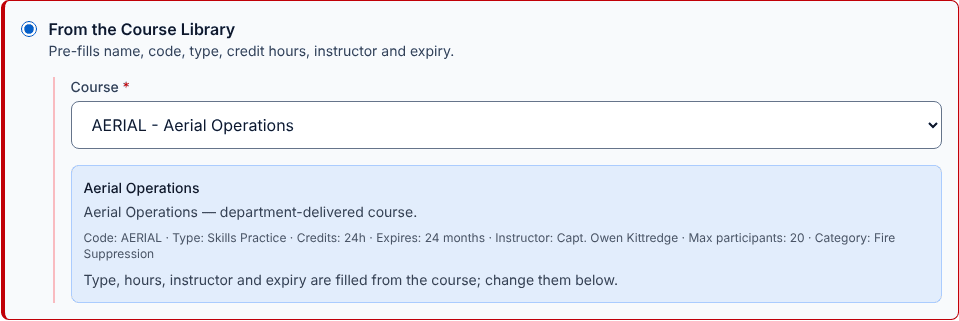 From the Course Library
Pre-fills name, code, type, credit hours, instructor and expiry.
Course *
AERIAL - Aerial Operations
Aerial Operations
Aerial Operations — department-delivered course.
Code: AERIAL · Type: Skills Practice · Credits: 24h · Expires: 24 months · Instructor: Capt. Owen Kittredge · Max participants: 20 · Category: Fire
Suppression
Type, hours, instructor and expiry are filled from the course; change them below.